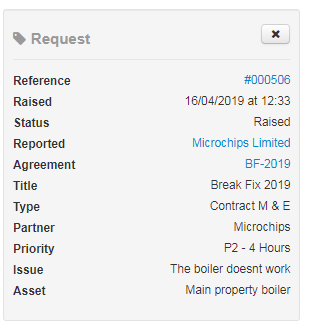 Request
Reference #000506
Raised 16/04/2019 at 12:33
Status Raised
Reported Microchips Limited
Agreement BF-2019
Title Break Fix 2019
Type Contract M & E
Partner Microchips
Priority P2 - 4 Hours
Issue The boiler doesnt work
Asset Main property boiler